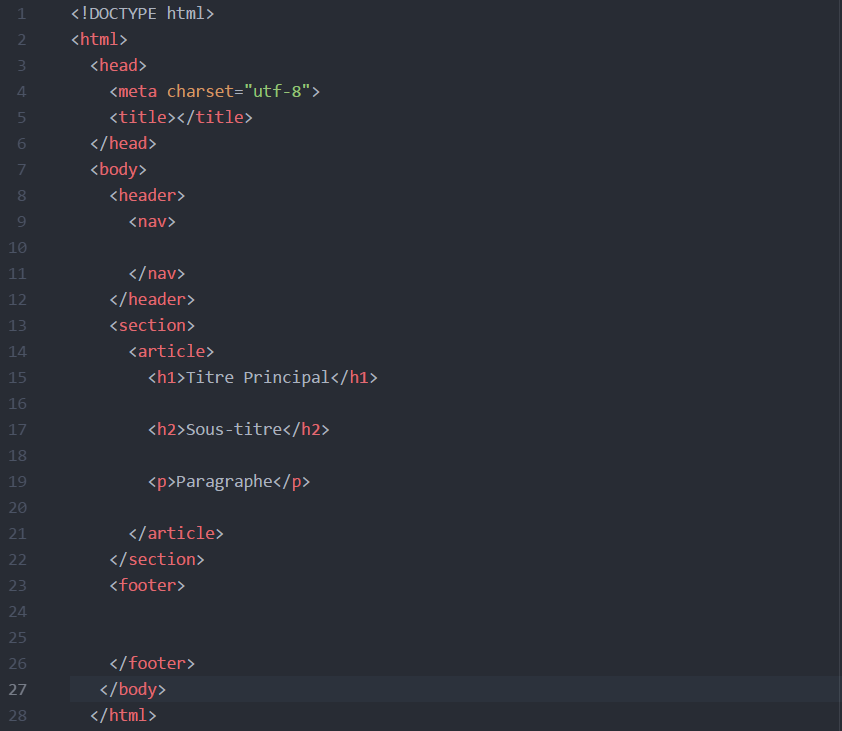 1 <!DOCTYPE html>
2 <html>
3   <head>
4     <meta charset="utf-8">
5     <title></title>
6   </head>
7   <body>
8     <header>
9       <nav>
10
11       </nav>
12     </header>
13     <section>
14       <article>
15         <h1>Titre Principal</h1>
16
17         <h2>Sous-titre</h2>
18
19         <p>Paragraphe</p>
20
21       </article>
22     </section>
23     <footer>
24
25
26     </footer>
27    </body>
28   </html>